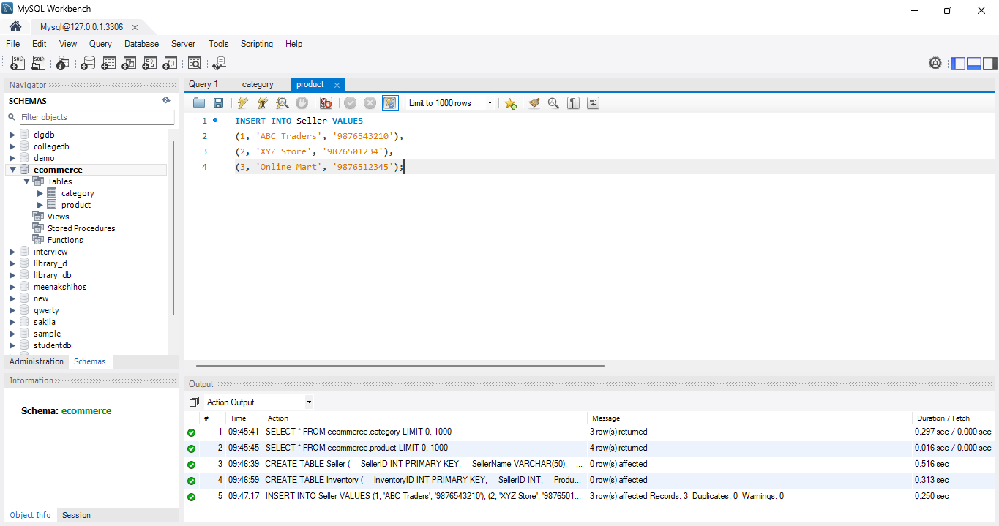 MySQL Workbench
Mysql@127.0.0.1:3306
File Edit View Query Database Server Tools Scripting Help
Navigator
SCHEMAS
Filter objects
clgdb
collegedb
demo
ecommerce
Tables
category
product
Views
Stored Procedures
Functions
interview
library_d
library_db
meenakshihos
new
qwerty
sakila
sample
studentdb
Administration Schemas
Information
Schema: ecommerce
Object Info Session
Query 1 category product
Limit to 1000 rows
1 INSERT INTO Seller VALUES
2 (1, 'ABC Traders', '9876543210'),
3 (2, 'XYZ Store', '9876501234'),
4 (3, 'Online Mart', '9876512345');
Output
Action Output
# Time Action Message Duration / Fetch
1 09:45:41 SELECT * FROM ecommerce.category LIMIT 0, 1000 3 row(s) returned 0.297 sec / 0.000 sec
2 09:45:45 SELECT * FROM ecommerce.product LIMIT 0, 1000 4 row(s) returned 0.016 sec / 0.000 sec
3 09:46:39 CREATE TABLE Seller ( SellerID INT PRIMARY KEY, SellerName VARCHAR(50), ... 0 row(s) affected 0.516 sec
4 09:46:59 CREATE TABLE Inventory ( InventoryID INT PRIMARY KEY, SellerID INT, Produ... 0 row(s) affected 0.313 sec
5 09:47:17 INSERT INTO Seller VALUES (1, 'ABC Traders', '9876543210'), (2, 'XYZ Store', '9876501... 3 row(s) affected Records: 3 Duplicates: 0 Warnings: 0 0.250 sec